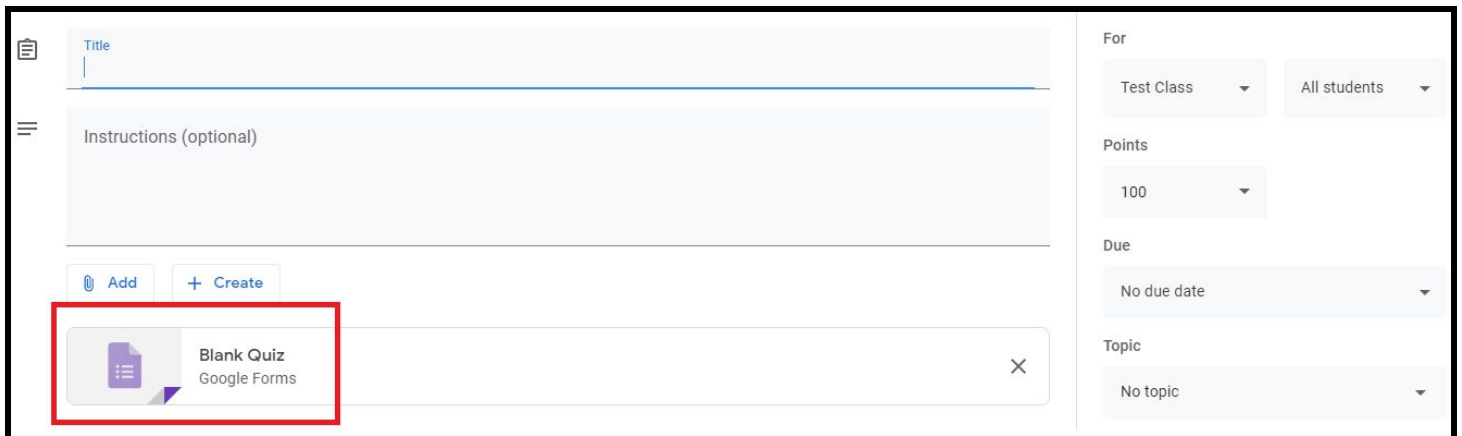 Title
Instructions (optional)
Add
Create
Blank Quiz
Google Forms
For
Test Class
All students
Points
100
Due
No due date
Topic
No topic